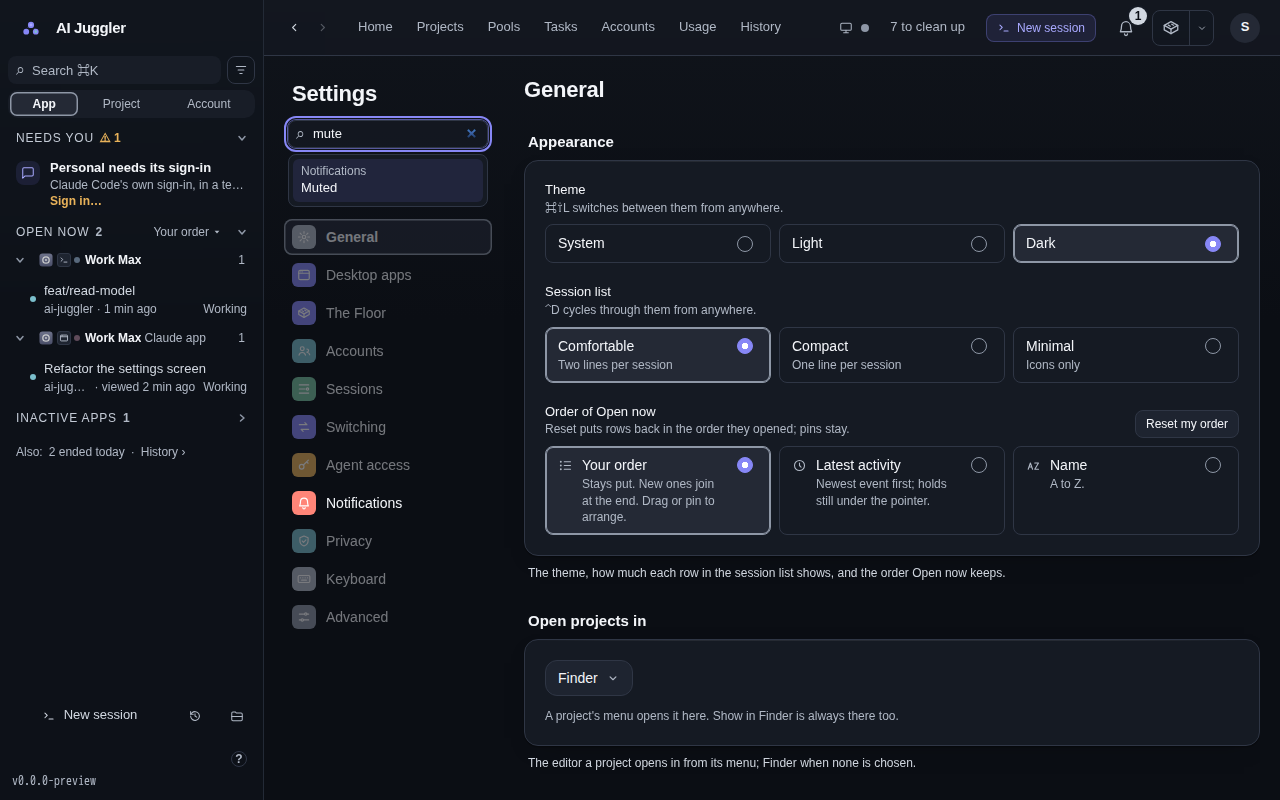 AI Juggler
Search ⌘K
App
Project
Account
NEEDS YOU ⚠ 1
Personal needs its sign-in
Claude Code's own sign-in, in a te…
Sign in…
OPEN NOW 2
Your order
Work Max
1
feat/read-model
ai-juggler · 1 min ago
Working
Work Max Claude app
1
Refactor the settings screen
ai-jug… · viewed 2 min ago
Working
INACTIVE APPS 1
Also: 2 ended today · History ›
New session
?
v0.0.0-preview
Home
Projects
Pools
Tasks
Accounts
Usage
History
7 to clean up
New session
1
S
Settings
mute
Notifications
Muted
General
Desktop apps
The Floor
Accounts
Sessions
Switching
Agent access
Notifications
Privacy
Keyboard
Advanced
General
Appearance
Theme
⌘⇧L switches between them from anywhere.
System
Light
Dark
Session list
^D cycles through them from anywhere.
Comfortable
Two lines per session
Compact
One line per session
Minimal
Icons only
Order of Open now
Reset puts rows back in the order they opened; pins stay.
Reset my order
Your order
Stays put. New ones join
at the end. Drag or pin to
arrange.
Latest activity
Newest event first; holds
still under the pointer.
AZ
Name
A to Z.
The theme, how much each row in the session list shows, and the order Open now keeps.
Open projects in
Finder
A project's menu opens it here. Show in Finder is always there too.
The editor a project opens in from its menu; Finder when none is chosen.